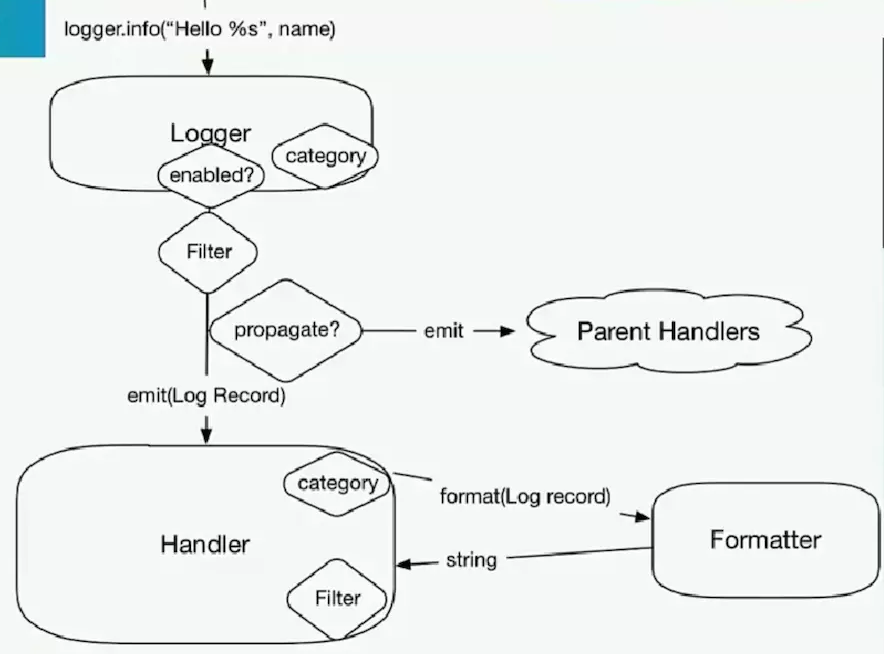 logger.info(“Hello %s”, name)
Logger
category
enabled?
Filter
propagate?
emit
Parent Handlers
emit(Log Record)
category
format(Log record)
Handler
Formatter
string
Filter